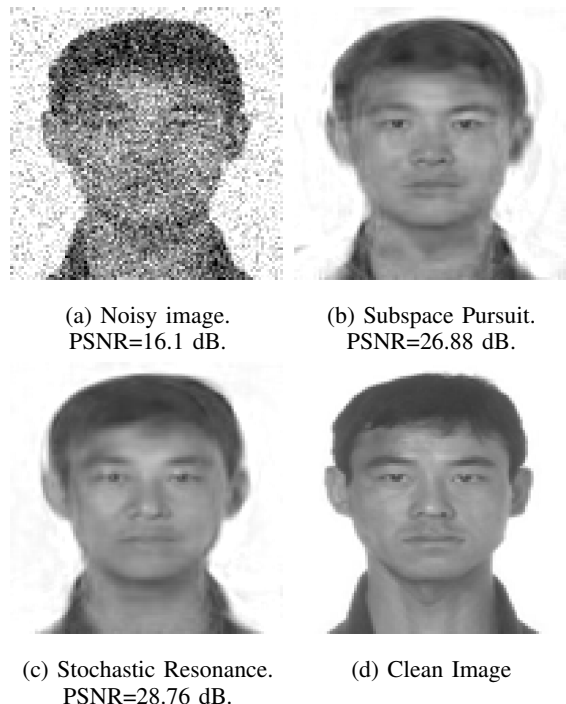 (a) Noisy image.
PSNR=16.1 dB.
(b) Subspace Pursuit.
PSNR=26.88 dB.
(c) Stochastic Resonance.
PSNR=28.76 dB.
(d) Clean Image